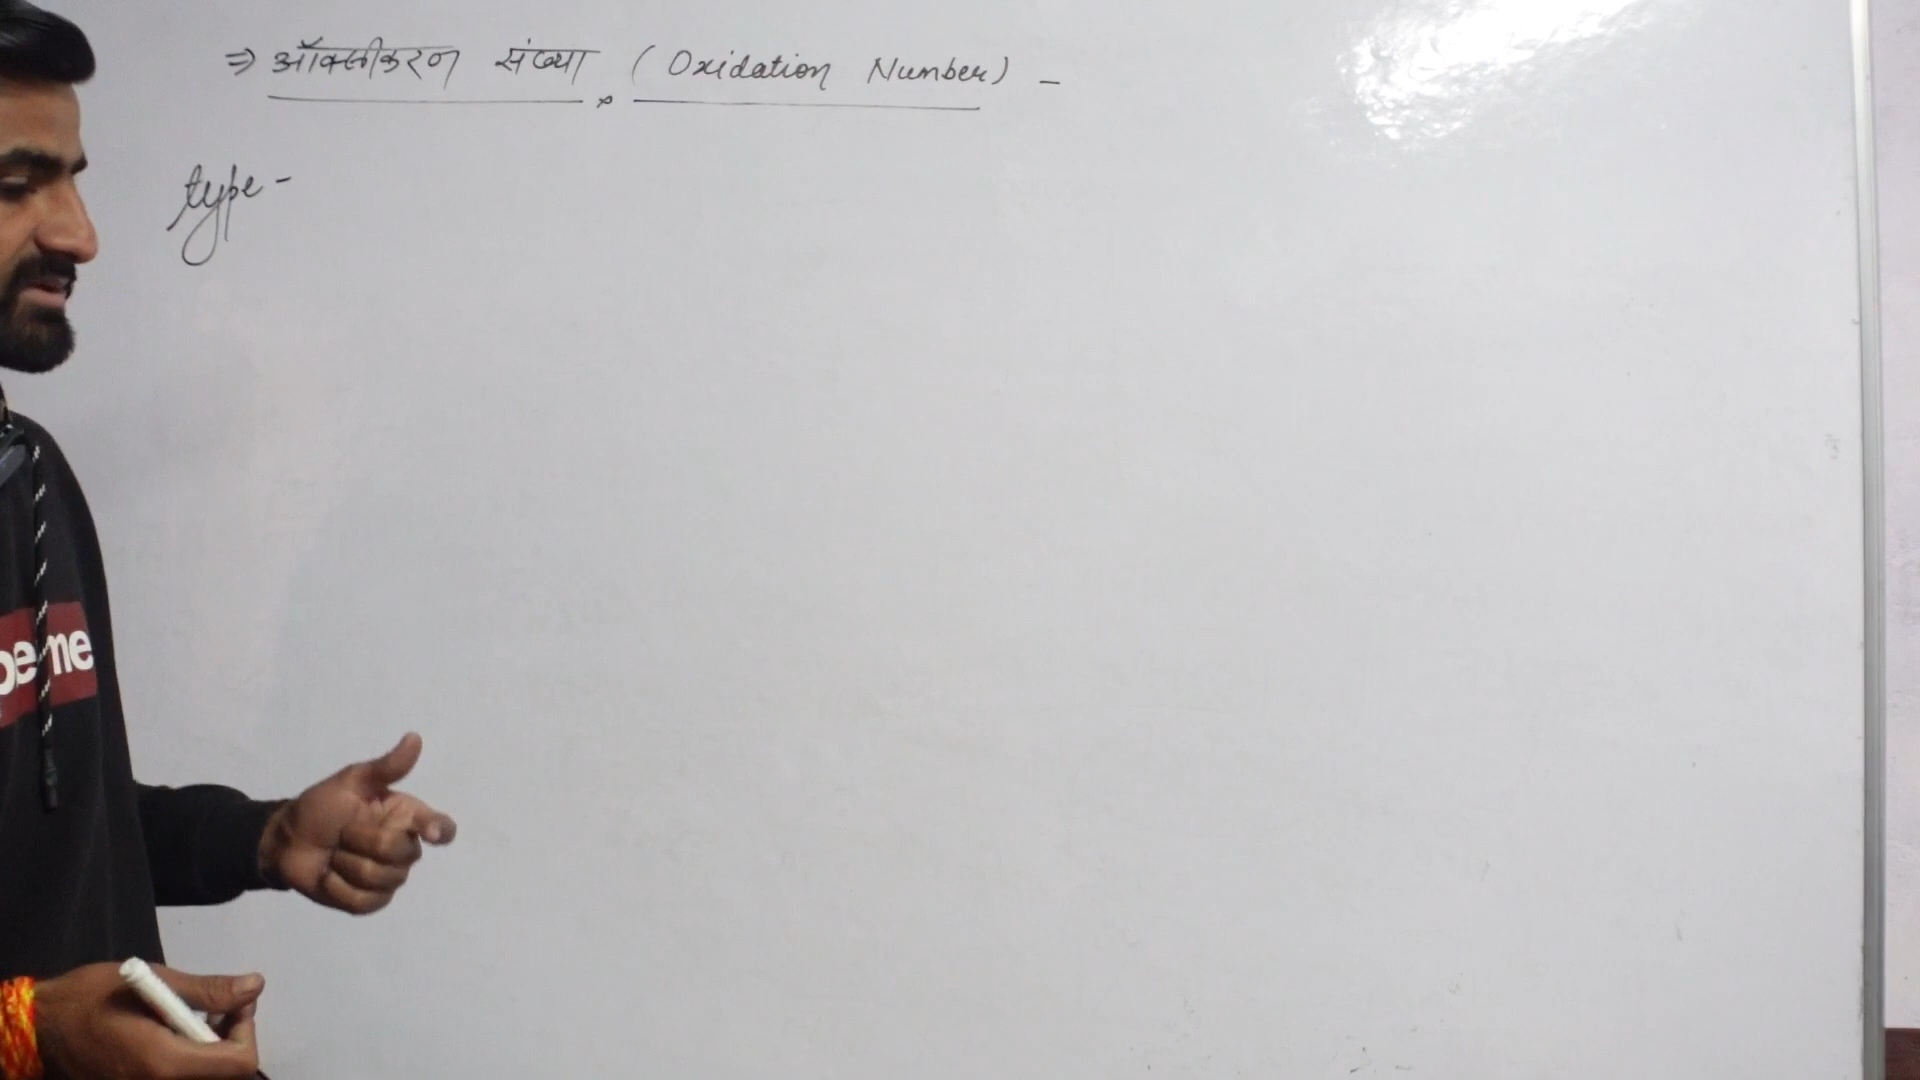 ⇒ ऑक्सीकरण संख्या (Oxidation Number) -
type -